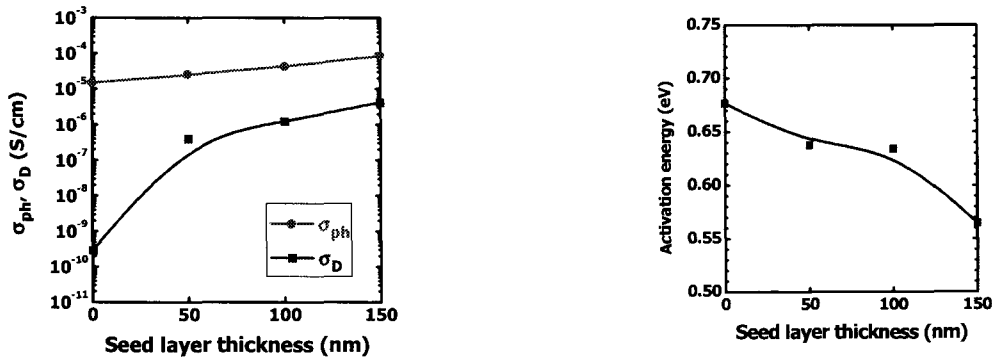 10⁻³
10⁻⁴
10⁻⁵
10⁻⁶
10⁻⁷
10⁻⁸
10⁻⁹
10⁻¹⁰
10⁻¹¹
σph, σD (S/cm)
σph
σD
0 50 100 150
Seed layer thickness (nm)
0.80
0.75
0.70
0.65
0.60
0.55
0.50
Activation energy (eV)
0 50 100 150
Seed layer thickness (nm)